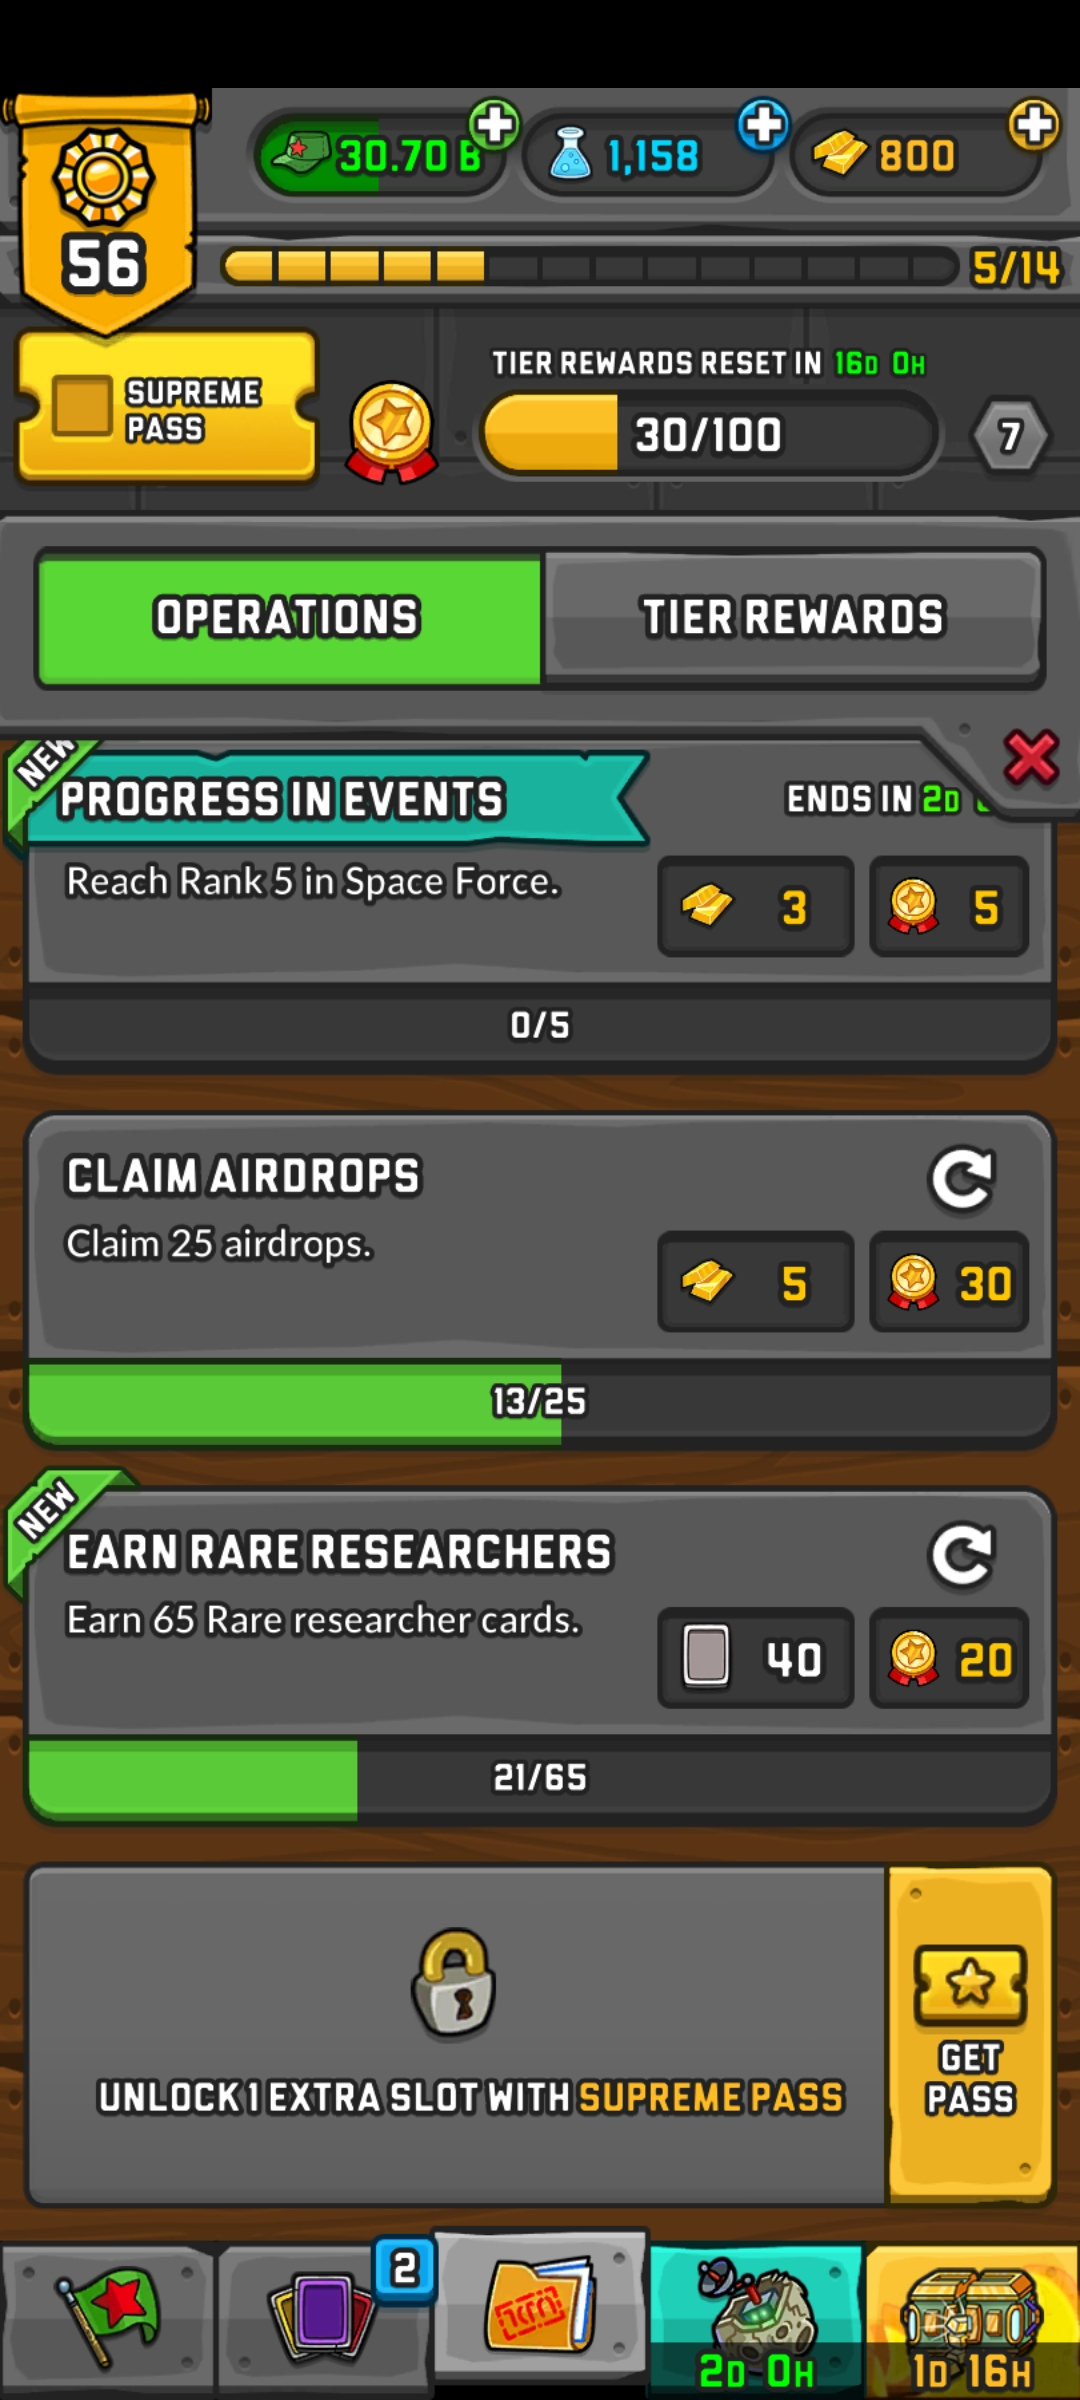 30.70 B
1,158
800
56
5/14
SUPREME
PASS
TIER REWARDS RESET IN 16D 0H
30/100
7
OPERATIONS
TIER REWARDS
NEW
PROGRESS IN EVENTS
ENDS IN 2D
Reach Rank 5 in Space Force.
3
5
0/5
CLAIM AIRDROPS
Claim 25 airdrops.
5
30
13/25
NEW
EARN RARE RESEARCHERS
Earn 65 Rare researcher cards.
40
20
21/65
UNLOCK 1 EXTRA SLOT WITH SUPREME PASS
GET
PASS
2
2D 0H
1D 16H